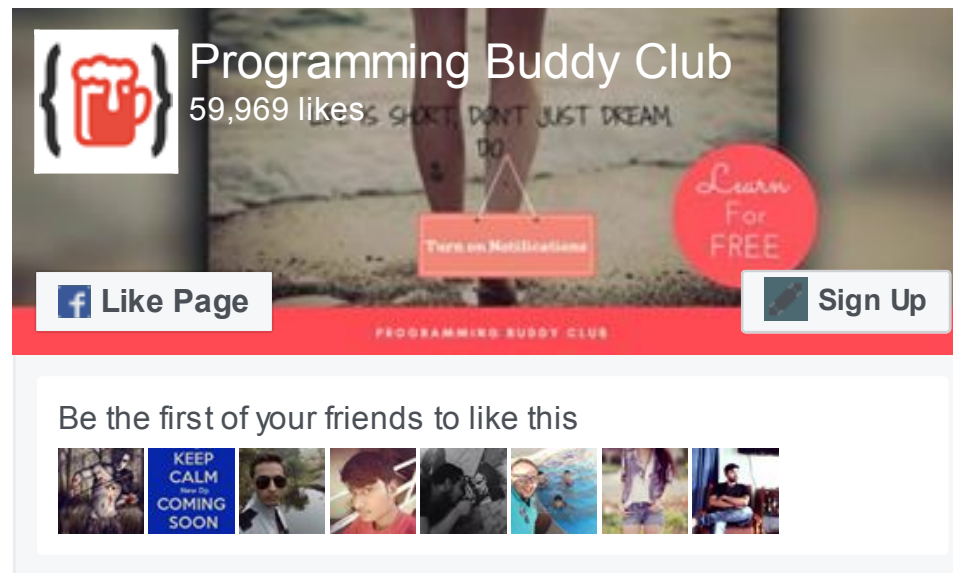 Programming Buddy Club
59,969 likes
LIFE IS SHORT, DON'T JUST DREAM,
DO
Learn
For
FREE
Turn on Notifications
Like Page
Sign Up
PROGRAMMING BUDDY CLUB
Be the first of your friends to like this
KEEP
CALM
New Dp
COMING
SOON